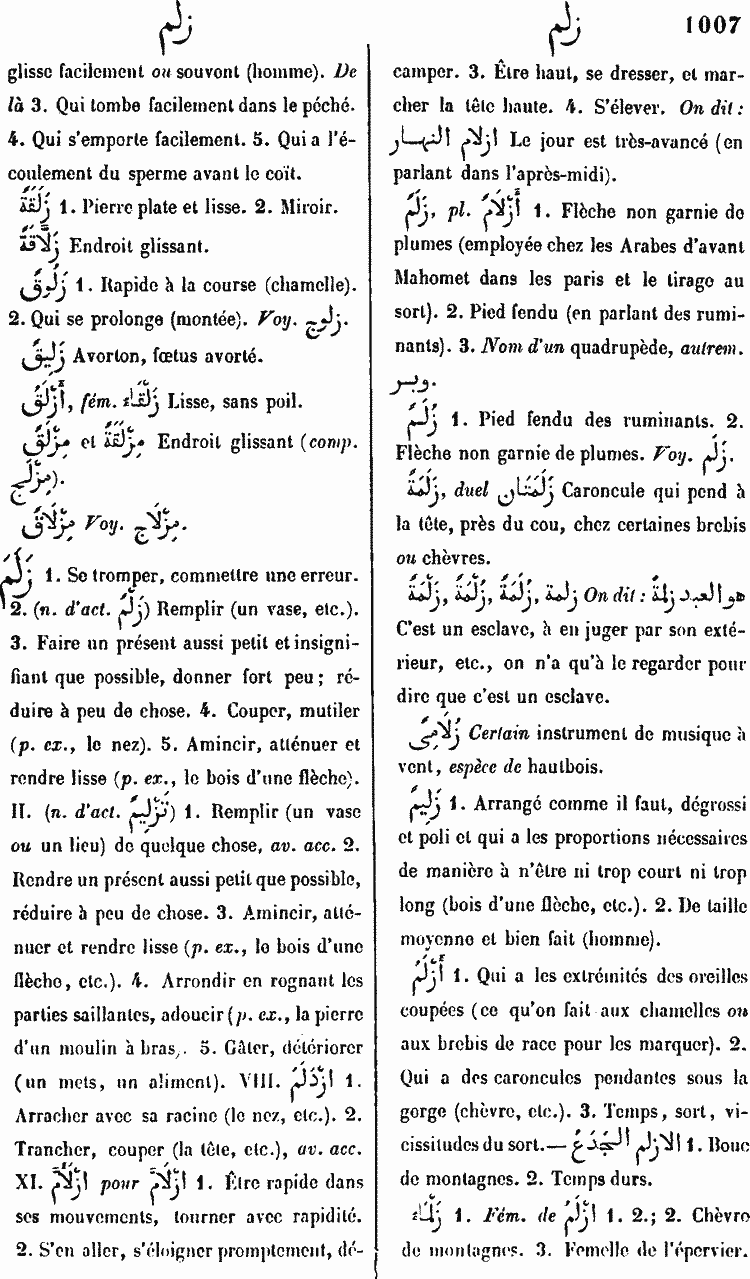 زلم
زلم
1007
glisse facilement ou souvent (homme). De
là 3. Qui tombe facilement dans le péché.
4. Qui s'emporte facilement. 5. Qui a l'é-
coulement du sperme avant le coït.
زَلَقَةٌ 1. Pierre plate et lisse. 2. Miroir.
زَلَّاقَةٌ Endroit glissant.
زَلُوقٌ 1. Rapide à la course (chamelle).
2. Qui se prolonge (montée). Voy. زلوج.
زَلِيقٌ Avorton, fœtus avorté.
أَزْلَقُ, fém. زَلْقَاءُ Lisse, sans poil.
مِزْلَقٌ et مِزْلَقَةٌ Endroit glissant (comp.
مِزْلَج).
مِزْلَاقٌ Voy. مِزْلَاج.
زَلَمَ 1. Se tromper, commettre une erreur.
2. (n. d'act. زَلْمٌ) Remplir (un vase, etc.).
3. Faire un présent aussi petit et insigni-
fiant que possible, donner fort peu; ré-
duire à peu de chose. 4. Couper, mutiler
(p. ex., le nez). 5. Amincir, atténuer et
rendre lisse (p. ex., le bois d'une flèche).
II. (n. d'act. تَزْلِيمٌ) 1. Remplir (un vase
ou un lieu) de quelque chose, av. acc. 2.
Rendre un présent aussi petit que possible,
réduire à peu de chose. 3. Amincir, atté-
nuer et rendre lisse (p. ex., le bois d'une
flèche, etc.). 4. Arrondir en rognant les
parties saillantes, adoucir (p. ex., la pierre
d'un moulin à bras). 5. Gâter, détériorer
(un mets, un aliment). VIII. ازْدَلَمَ 1.
Arracher avec sa racine (le nez, etc.). 2.
Trancher, couper (la tête, etc.), av. acc.
XI. ازْلَأَمَّ pour ازْلَامَّ 1. Être rapide dans
ses mouvements, tourner avec rapidité.
2. S'en aller, s'éloigner promptement, dé-
camper. 3. Être haut, se dresser, et mar-
cher la tête haute. 4. S'élever. On dit :
ازلامّ النهار Le jour est très-avancé (en
parlant dans l'après-midi).
زَلَمٌ, pl. أَزْلَامٌ 1. Flèche non garnie de
plumes (employée chez les Arabes d'avant
Mahomet dans les paris et le tirage au
sort). 2. Pied fendu (en parlant des rumi-
nants). 3. Nom d'un quadrupède, autrem.
وبر.
زُلَمٌ 1. Pied fendu des ruminants. 2.
Flèche non garnie de plumes. Voy. زَلَم.
زَلَمَةٌ, duel زَلَمَتَانِ Caroncule qui pend à
la tête, près du cou, chez certaines brebis
ou chèvres.
زَلْمَةٌ, زُلْمَةٌ, زَلَمَةٌ, زلمة On dit : هو العبد زلمةً
C'est un esclave, à en juger par son exté-
rieur, etc., on n'a qu'à le regarder pour
dire que c'est un esclave.
زُلَامِىٌّ Certain instrument de musique à
vent, espèce de hautbois.
زَلِيمٌ 1. Arrangé comme il faut, dégrossi
et poli et qui a les proportions nécessaires
de manière à n'être ni trop court ni trop
long (bois d'une flèche, etc.). 2. De taille
moyenne et bien fait (homme).
أَزْلَمُ 1. Qui a les extrémités des oreilles
coupées (ce qu'on fait aux chamelles ou
aux brebis de race pour les marquer). 2.
Qui a des caroncules pendantes sous la
gorge (chèvre, etc.). 3. Temps, sort, vi-
cissitudes du sort. — الازلم الجَذَعُ 1. Bouc
de montagnes. 2. Temps durs.
زَلْمَاءُ 1. Fém. de ازْلَمُ 1. 2.; 2. Chèvre
de montagnes. 3. Femelle de l'épervier.